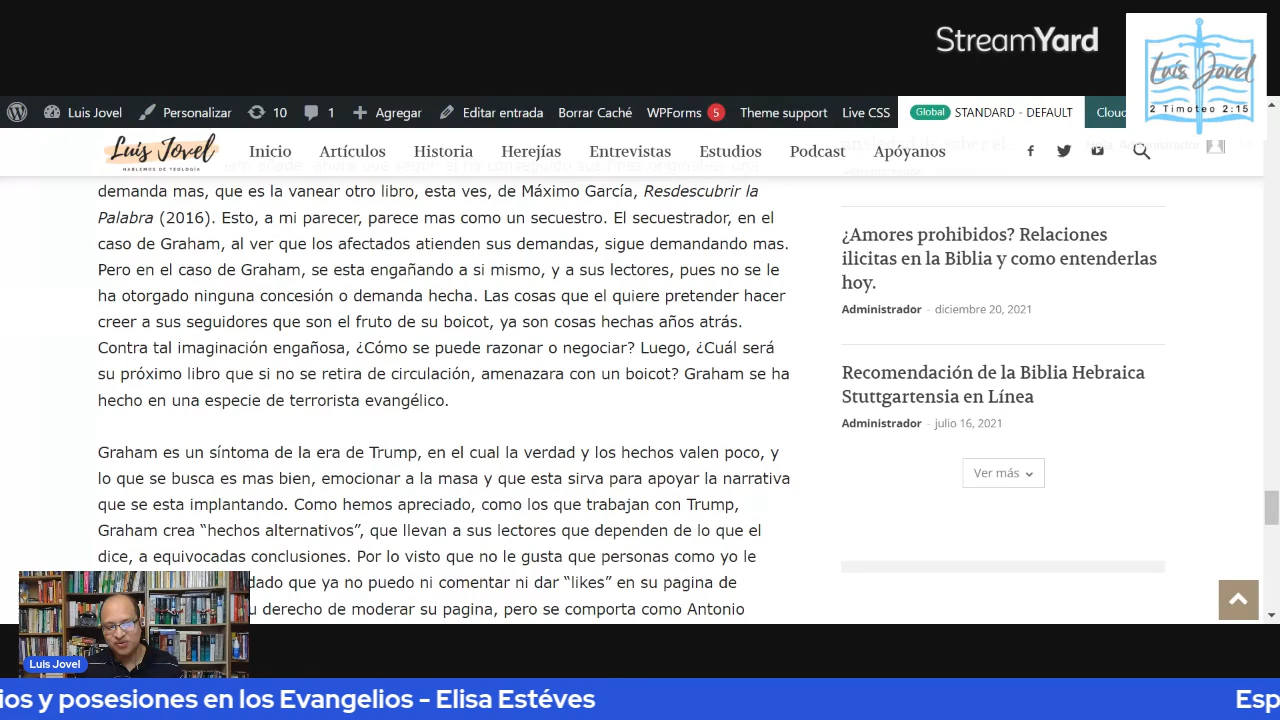 StreamYard
Luis Jovel
2 Timoteo 2:15
Luis Jovel Personalizar 10 1 Agregar Editar entrada Borrar Caché WPForms 5 Theme support Live CSS Global STANDARD - DEFAULT Cloud
Luis Jovel
HABLEMOS DE TEOLOGÍA
Inicio Artículos Historia Herejías Entrevistas Estudios Podcast Apóyanos
demanda mas, que es la vanear otro libro, esta ves, de Máximo García, Resdescubrir la
Palabra (2016). Esto, a mi parecer, parece mas como un secuestro. El secuestrador, en el
caso de Graham, al ver que los afectados atienden sus demandas, sigue demandando mas.
Pero en el caso de Graham, se esta engañando a si mismo, y a sus lectores, pues no se le
ha otorgado ninguna concesión o demanda hecha. Las cosas que el quiere pretender hacer
creer a sus seguidores que son el fruto de su boicot, ya son cosas hechas años atrás.
Contra tal imaginación engañosa, ¿Cómo se puede razonar o negociar? Luego, ¿Cuál será
su próximo libro que si no se retira de circulación, amenazara con un boicot? Graham se ha
hecho en una especie de terrorista evangélico.
Graham es un síntoma de la era de Trump, en el cual la verdad y los hechos valen poco, y
lo que se busca es mas bien, emocionar a la masa y que esta sirva para apoyar la narrativa
que se esta implantando. Como hemos apreciado, como los que trabajan con Trump,
Graham crea “hechos alternativos”, que llevan a sus lectores que dependen de lo que el
dice, a equivocadas conclusiones. Por lo visto que no le gusta que personas como yo le
dado que ya no puedo ni comentar ni dar “likes” en su pagina de
u derecho de moderar su pagina, pero se comporta como Antonio
¿Amores prohibidos? Relaciones
ilicitas en la Biblia y como entenderlas
hoy.
Administrador - diciembre 20, 2021
Recomendación de la Biblia Hebraica
Stuttgartensia en Línea
Administrador - julio 16, 2021
Ver más
Luis Jovel
ios y posesiones en los Evangelios - Elisa Estéves
Esp